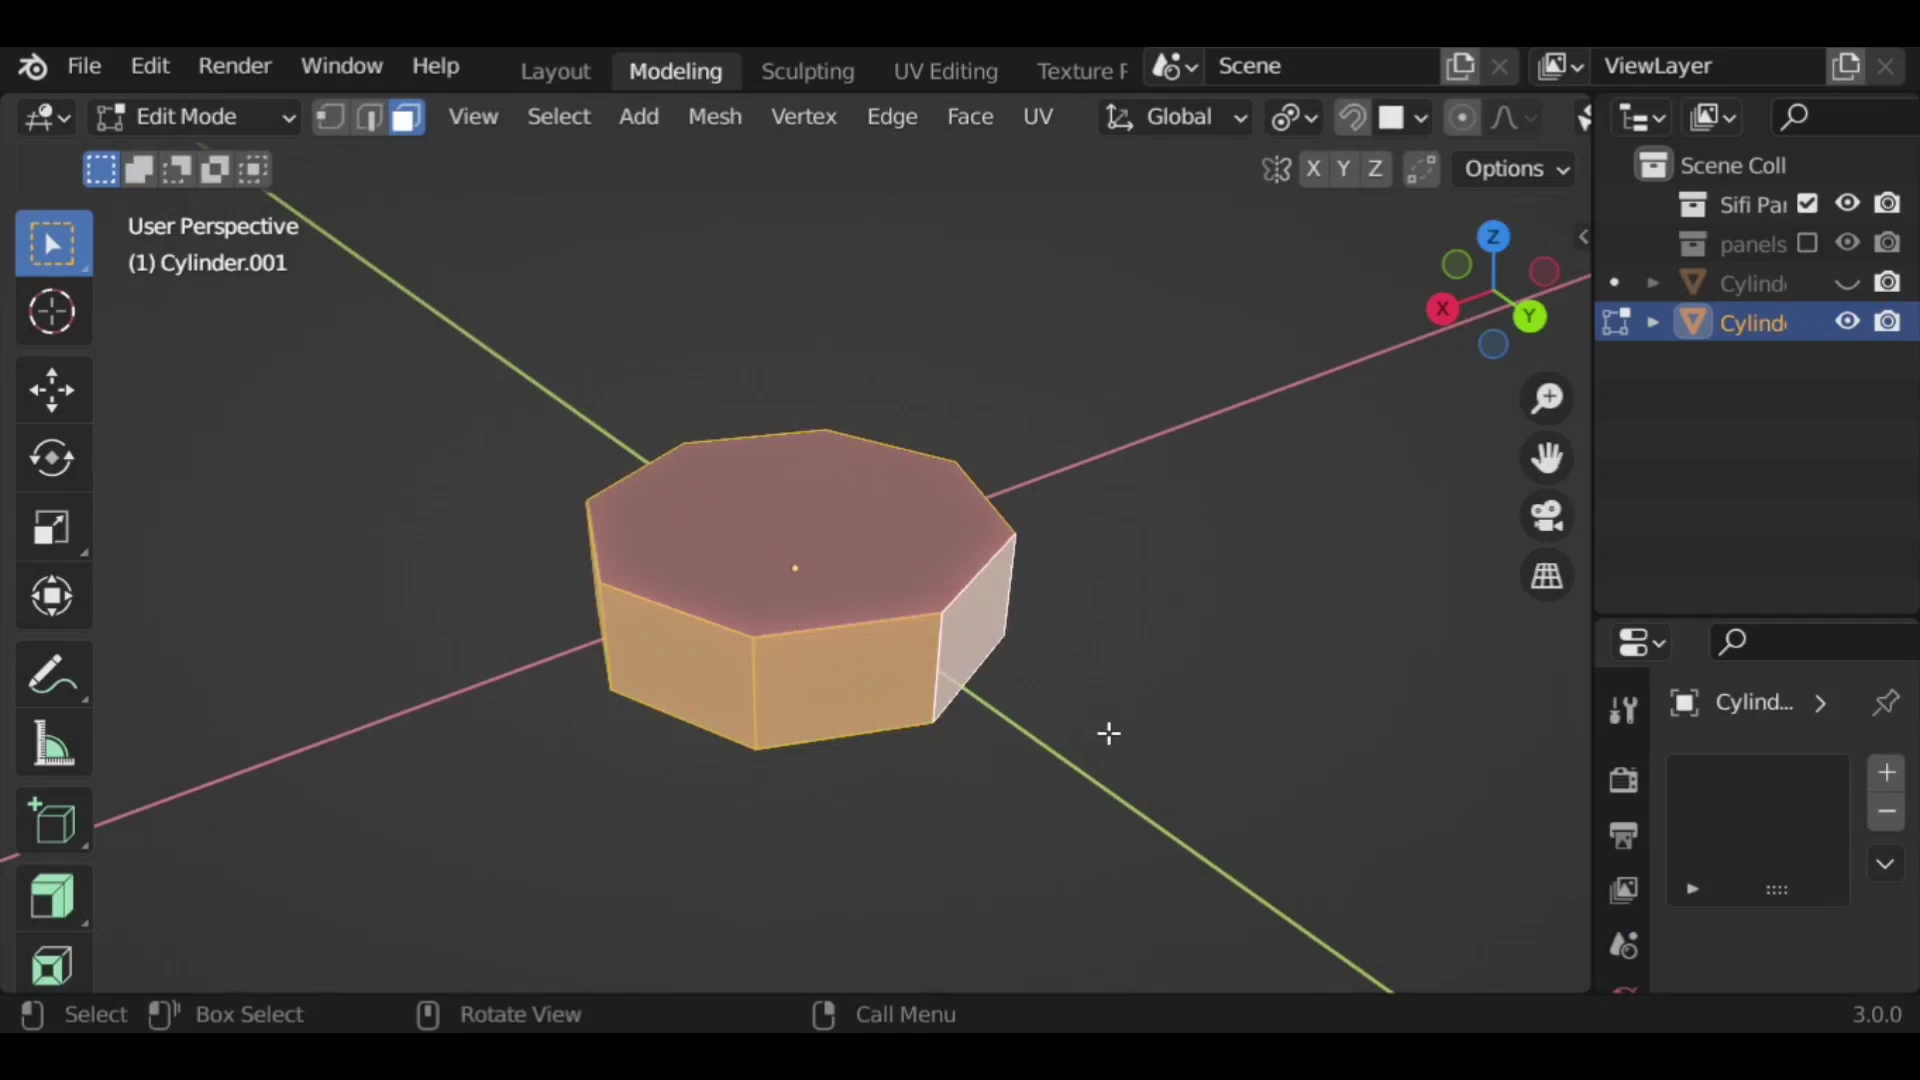 File Edit Render Window Help Layout Modeling Sculpting UV Editing Texture P Scene ViewLayer
Edit Mode View Select Add Mesh Vertex Edge Face UV Global
X Y Z Options
User Perspective
(1) Cylinder.001
Z
X
Y
Scene Coll
Sifi Pa
panels
Cylind
Cylind
Cylind...
Select Box Select Rotate View Call Menu 3.0.0